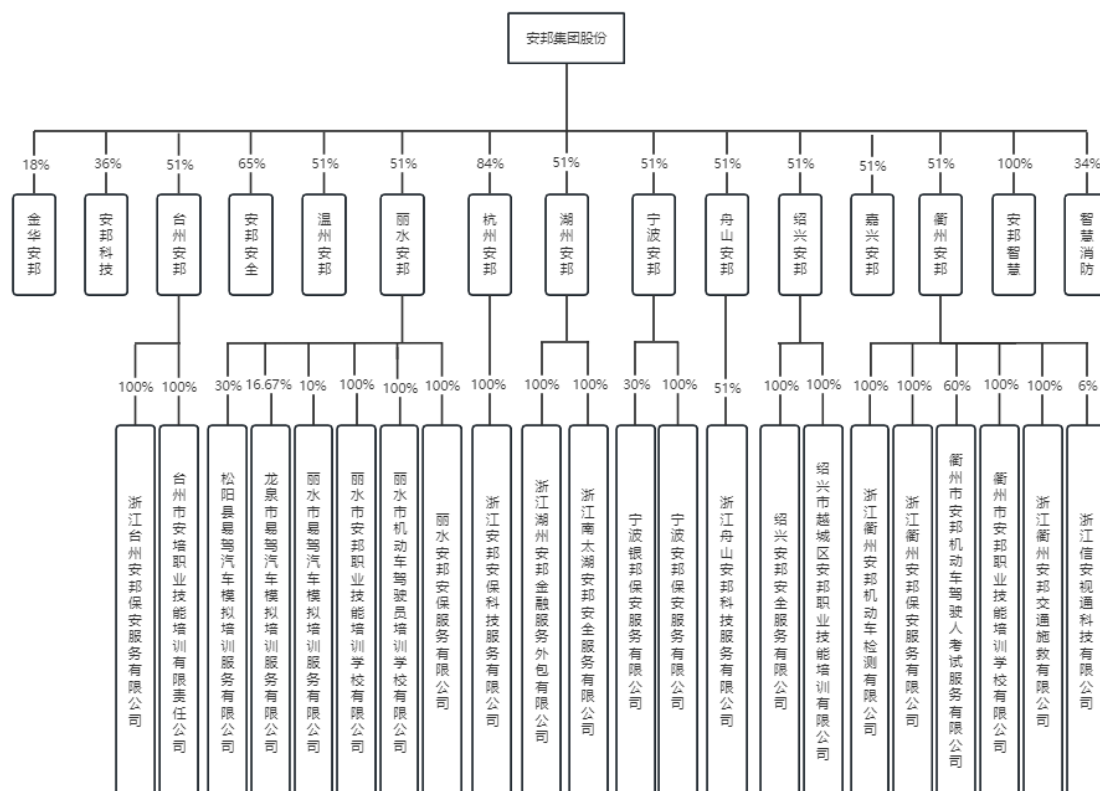 安邦集团股份
18%
36%
51%
65%
51%
51%
84%
51%
51%
51%
51%
51%
51%
100%
34%
金华安邦
安邦科技
台州安邦
安邦安全
温州安邦
丽水安邦
杭州安邦
湖州安邦
宁波安邦
舟山安邦
绍兴安邦
嘉兴安邦
衢州安邦
安邦智慧
智慧消防
100%
100%
30%
16.67%
10%
100%
100%
100%
100%
100%
100%
30%
100%
51%
100%
100%
100%
100%
60%
100%
100%
6%
浙江台州安邦保安服务有限公司
台州市安培职业技能培训有限责任公司
松阳县易驾汽车模拟培训服务有限公司
龙泉市易驾汽车模拟培训服务有限公司
丽水市易驾汽车模拟培训服务有限公司
丽水市安邦职业技能培训学校有限公司
丽水市机动车驾驶员培训学校有限公司
丽水安邦安保服务有限公司
浙江安邦安保科技服务有限公司
浙江湖州安邦金融服务外包有限公司
浙江南太湖安邦安全服务有限公司
宁波银邦保安服务有限公司
宁波安邦保安服务有限公司
浙江舟山安邦科技服务有限公司
绍兴安邦安全服务有限公司
绍兴市越城区安邦职业技能培训有限公司
浙江衢州安邦机动车检测有限公司
浙江衢州安邦保安服务有限公司
衢州市安邦机动车驾驶人考试服务有限公司
衢州市安邦职业技能培训学校有限公司
浙江衢州安邦交通施救有限公司
浙江信安视通科技有限公司